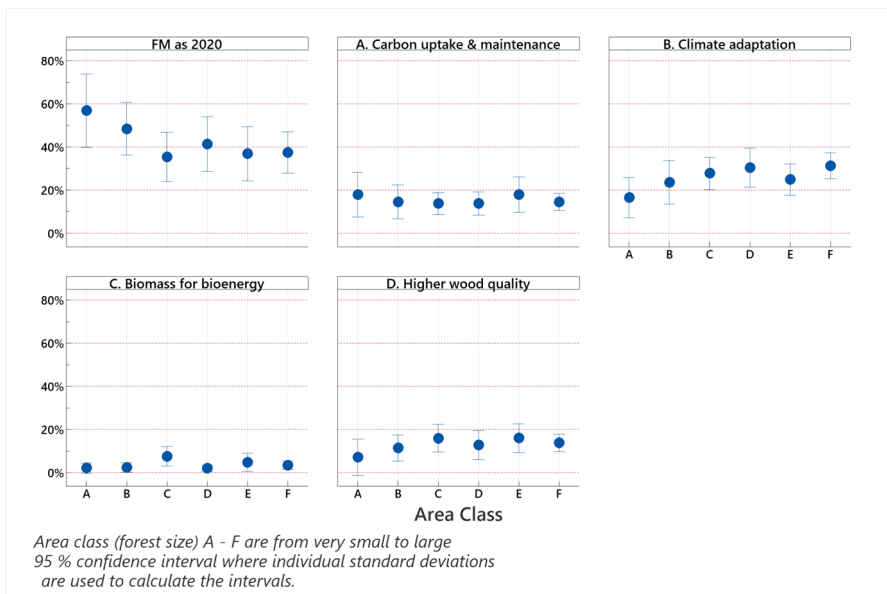 FM as 2020
A. Carbon uptake & maintenance
B. Climate adaptation
80%
60%
40%
20%
0%
A B C D E F
C. Biomass for bioenergy
D. Higher wood quality
80%
60%
40%
20%
0%
A B C D E F
A B C D E F
Area Class
Area class (forest size) A - F are from very small to large
95 % confidence interval where individual standard deviations
are used to calculate the intervals.